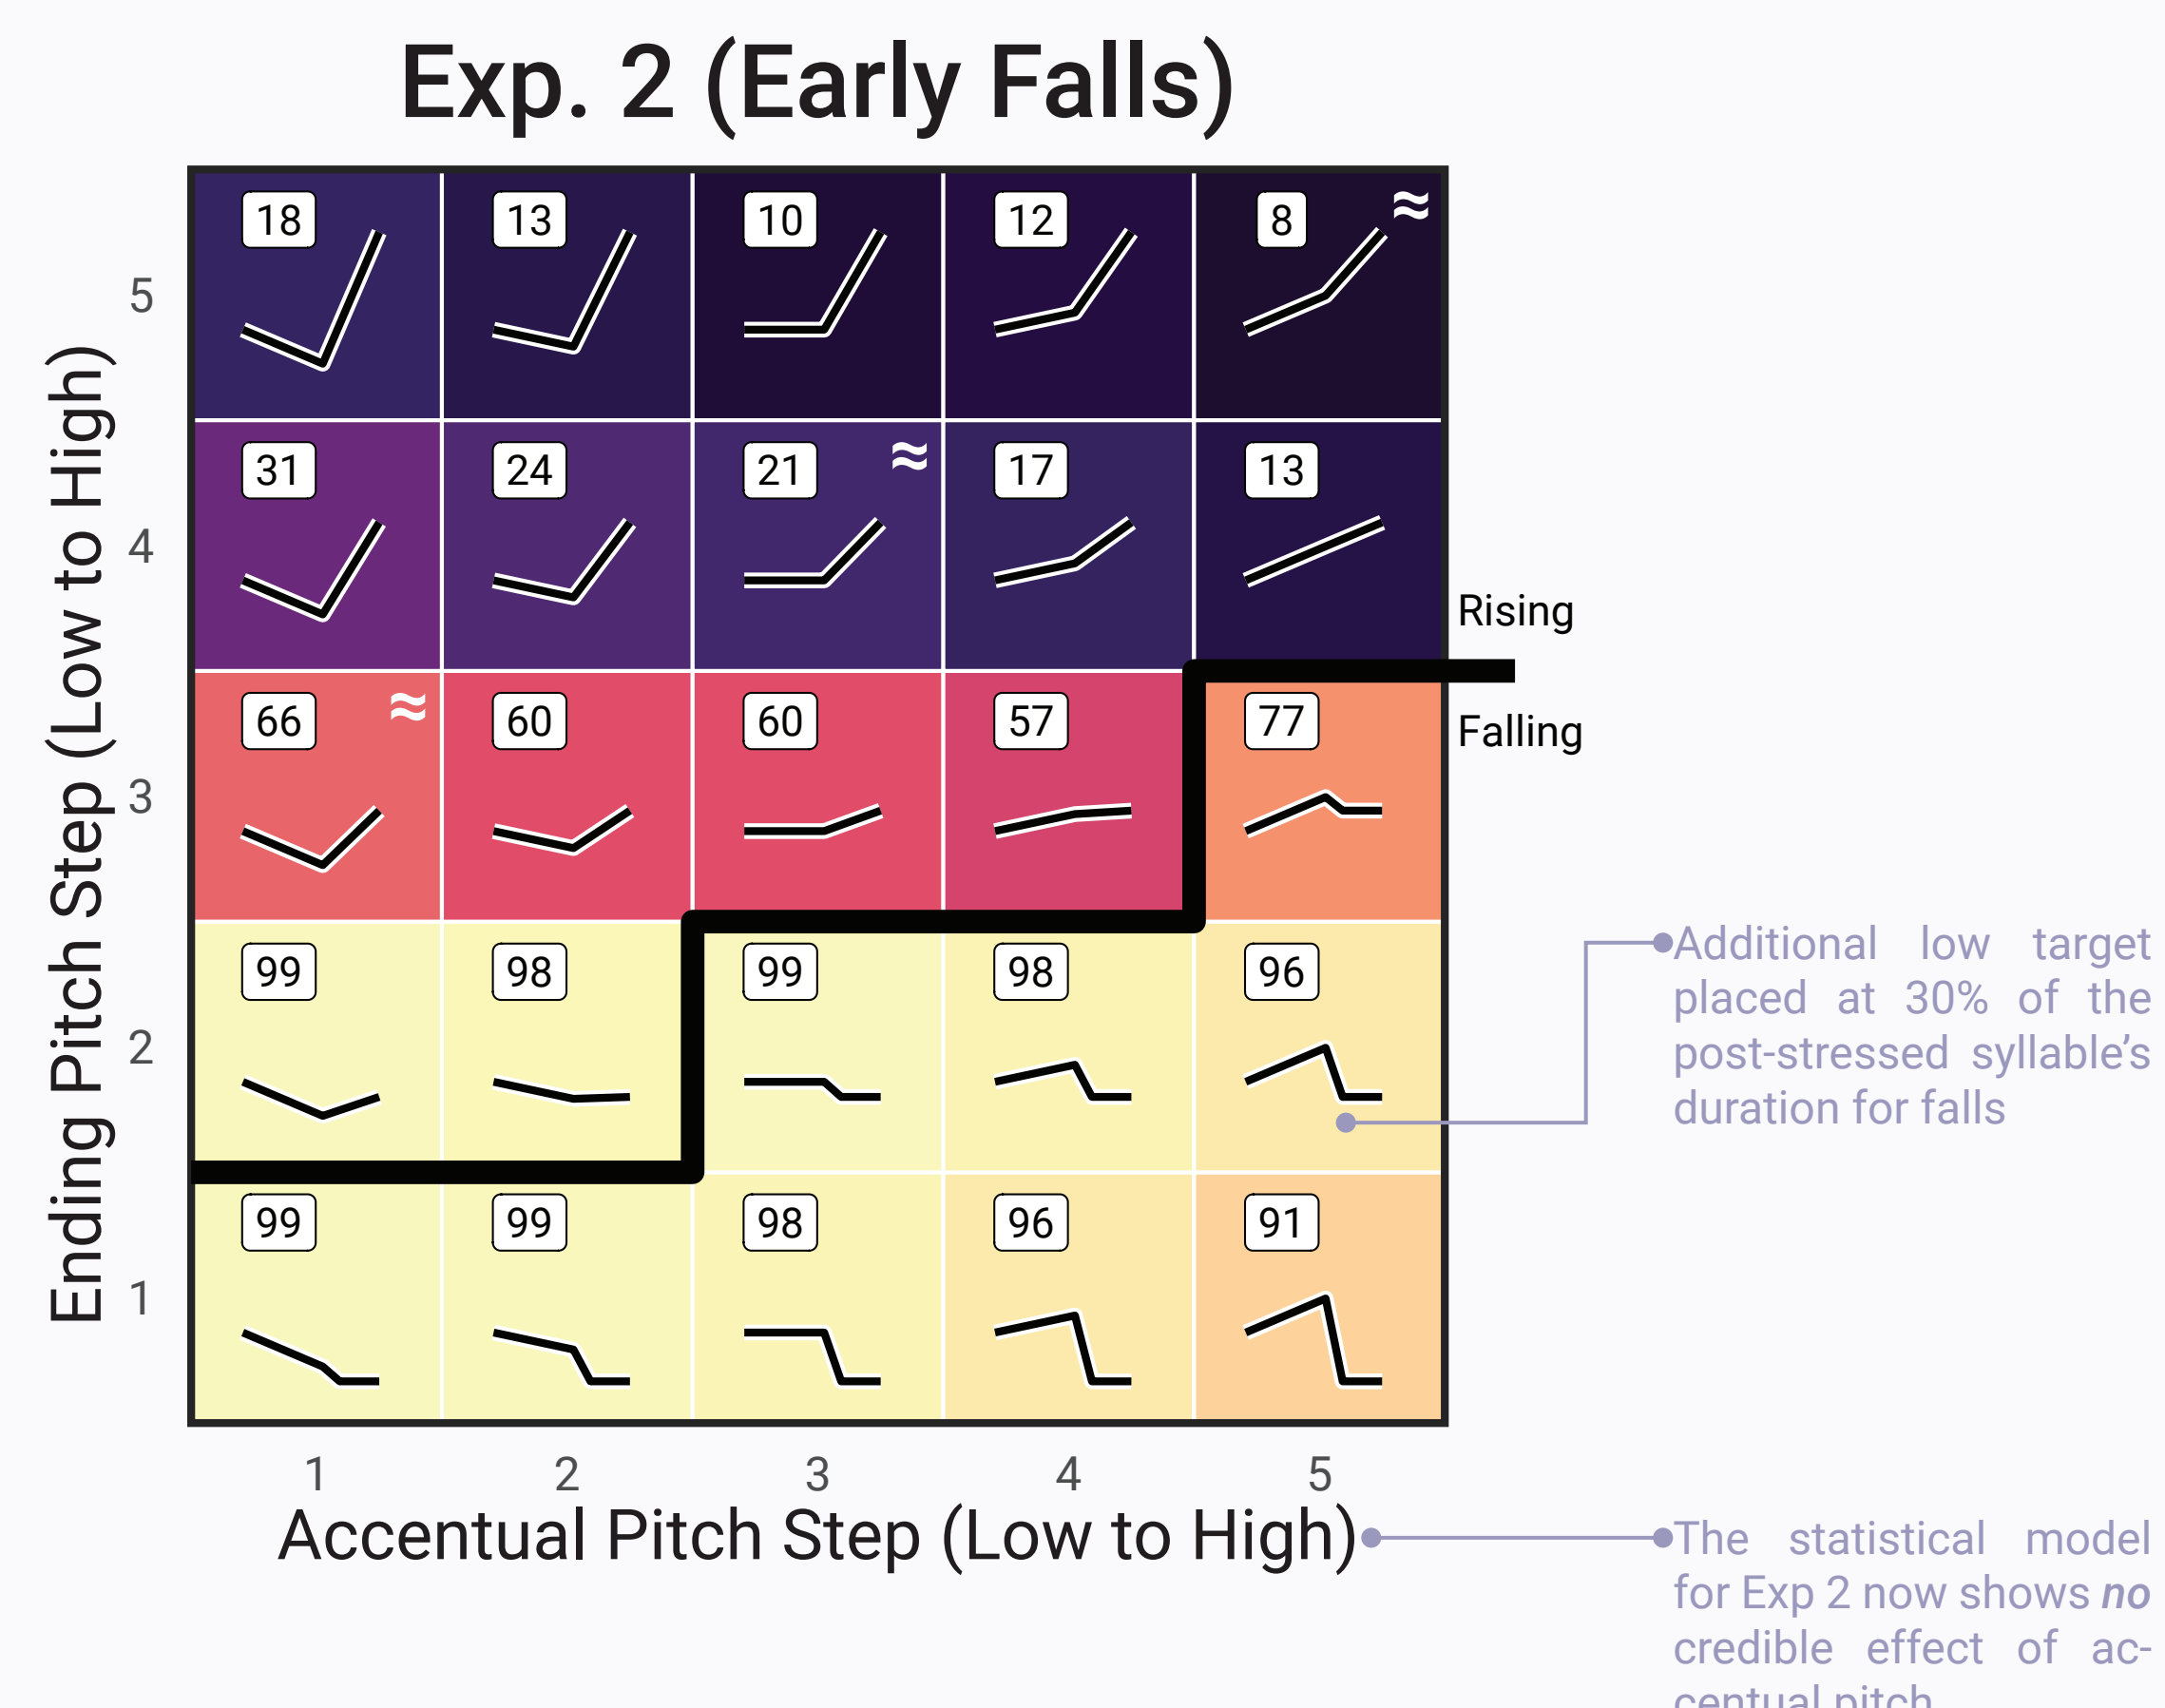 Exp. 2 (Early Falls)
Ending Pitch Step (Low to High)
5
18
13
10
12
8
≈
4
31
24
21
≈
17
13
Rising
3
66
≈
60
60
57
77
Falling
2
99
98
99
98
96
Additional low target
placed at 30% of the
post-stressed syllable’s
duration for falls
1
99
99
98
96
91
1
2
3
4
5
Accentual Pitch Step (Low to High)
The statistical model
for Exp 2 now shows no
credible effect of ac-
centual pitch